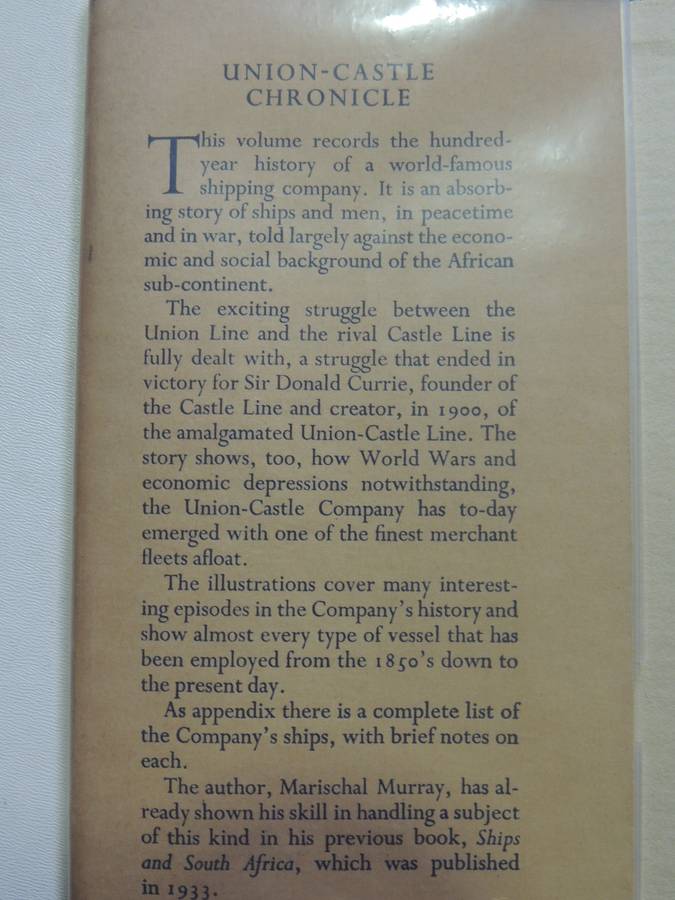 UNION-CASTLE
CHRONICLE
This volume records the hundred-
year history of a world-famous
shipping company. It is an absorb-
ing story of ships and men, in peacetime
and in war, told largely against the econo-
mic and social background of the African
sub-continent.
The exciting struggle between the
Union Line and the rival Castle Line is
fully dealt with, a struggle that ended in
victory for Sir Donald Currie, founder of
the Castle Line and creator, in 1900, of
the amalgamated Union-Castle Line. The
story shows, too, how World Wars and
economic depressions notwithstanding,
the Union-Castle Company has to-day
emerged with one of the finest merchant
fleets afloat.
The illustrations cover many interest-
ing episodes in the Company's history and
show almost every type of vessel that has
been employed from the 1850's down to
the present day.
As appendix there is a complete list of
the Company's ships, with brief notes on
each.
The author, Marischal Murray, has al-
ready shown his skill in handling a subject
of this kind in his previous book, Ships
and South Africa, which was published
in 1933.